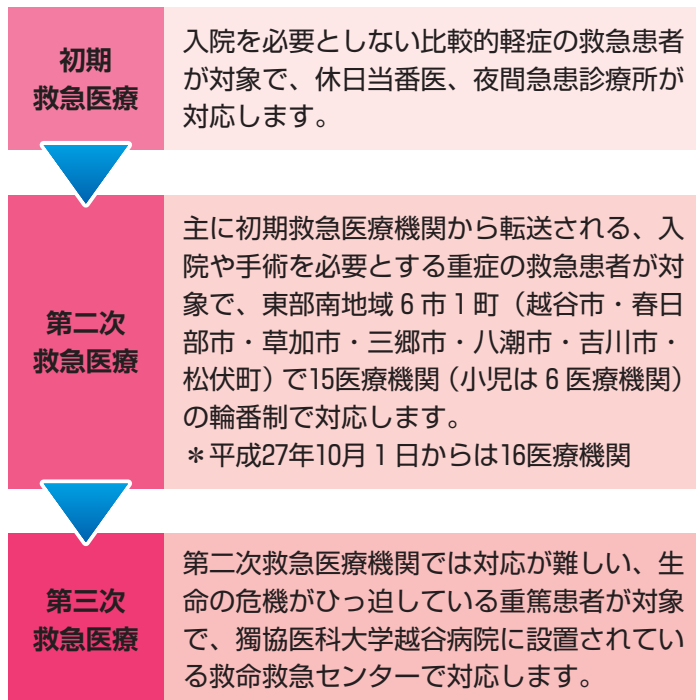 初期
救急医療
入院を必要としない比較的軽症の救急患者
が対象で、休日当番医、夜間急患診療所が
対応します。
第二次
救急医療
主に初期救急医療機関から転送される、入
院や手術を必要とする重症の救急患者が対
象で、東部南地域6市1町（越谷市・春日
部市・草加市・三郷市・八潮市・吉川市・
松伏町）で15医療機関（小児は6医療機関）
の輪番制で対応します。
＊平成27年10月1日からは16医療機関
第三次
救急医療
第二次救急医療機関では対応が難しい、生
命の危機がひっ迫している重篤患者が対象
で、獨協医科大学越谷病院に設置されてい
る救命救急センターで対応します。